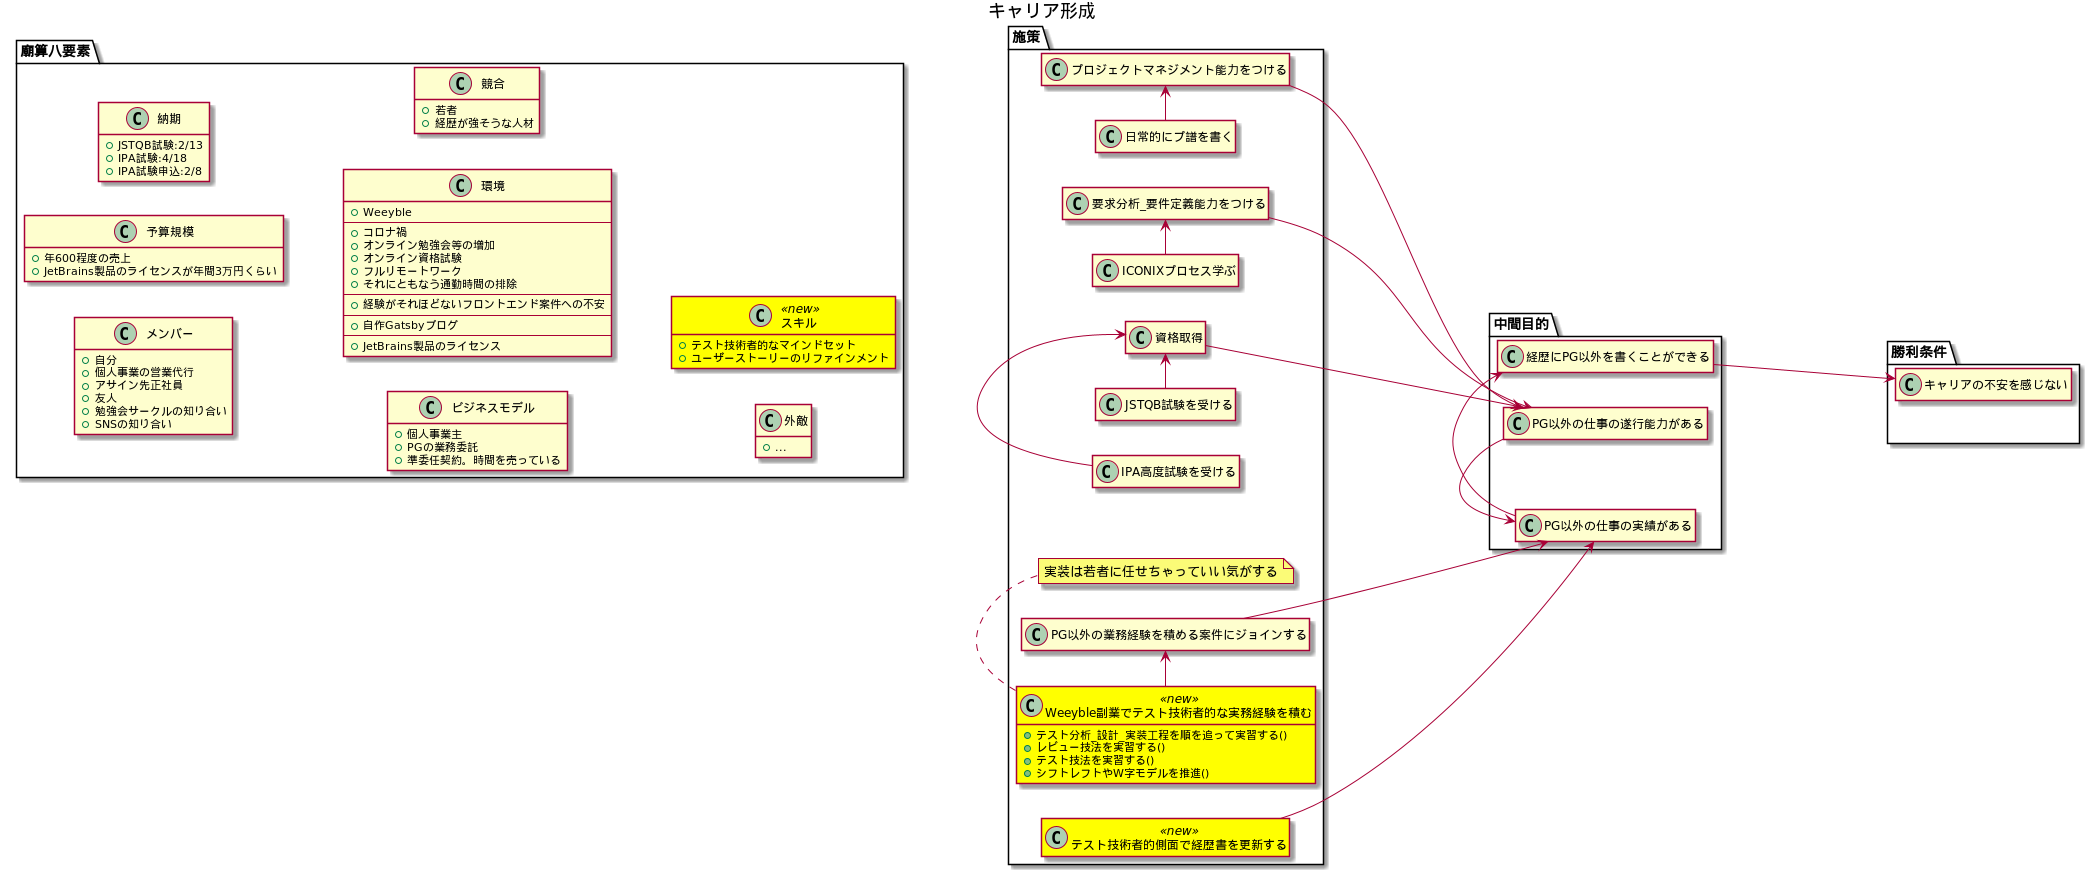 キャリア形成
廟算八要素
C 納期
JSTQB試験:2/13
IPA試験:4/18
IPA試験申込:2/8
C 予算規模
年600程度の売上
JetBrains製品のライセンスが年間3万円くらい
C メンバー
自分
個人事業の営業代行
アサイン先正社員
友人
勉強会サークルの知り合い
SNSの知り合い
C 競合
若者
経歴が強そうな人材
C 環境
Weeyble
コロナ禍
オンライン勉強会等の増加
オンライン資格試験
フルリモートワーク
それにともなう通勤時間の排除
経験がそれほどないフロントエンド案件への不安
自作Gatsbyブログ
JetBrains製品のライセンス
C ビジネスモデル
個人事業主
PGの業務委託
準委任契約。時間を売っている
C «new»
スキル
テスト技術者的なマインドセット
ユーザーストーリーのリファインメント
C 外敵
...
施策
C プロジェクトマネジメント能力をつける
C 日常的にプ譜を書く
C 要求分析_要件定義能力をつける
C ICONIXプロセス学ぶ
C 資格取得
C JSTQB試験を受ける
C IPA高度試験を受ける
実装は若者に任せちゃっていい気がする
C PG以外の業務経験を積める案件にジョインする
C «new»
Weeyble副業でテスト技術者的な実務経験を積む
テスト分析_設計_実装工程を順を追って実習する()
レビュー技法を実習する()
テスト技法を実習する()
シフトレフトやW字モデルを推進()
C «new»
テスト技術者的側面で経歴書を更新する
中間目的
C 経歴にPG以外を書くことができる
C PG以外の仕事の遂行能力がある
C PG以外の仕事の実績がある
勝利条件
C キャリアの不安を感じない